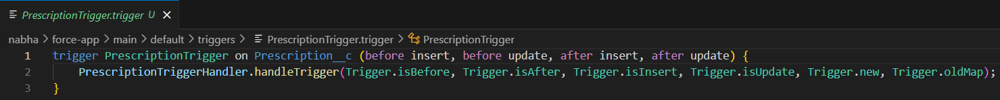 PrescriptionTrigger.trigger U ×
nabha > force-app > main > default > triggers > PrescriptionTrigger.trigger > PrescriptionTrigger
1 trigger PrescriptionTrigger on Prescription__c (before insert, before update, after insert, after update) {
2 PrescriptionTriggerHandler.handleTrigger(Trigger.isBefore, Trigger.isAfter, Trigger.isInsert, Trigger.isUpdate, Trigger.new, Trigger.oldMap);
3 }